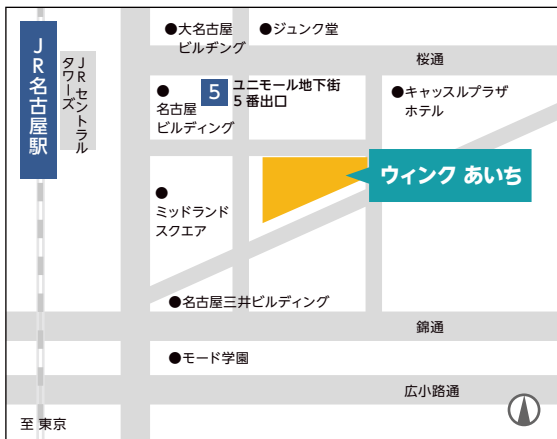 JR名古屋駅
JRセントラル
タワーズ
●大名古屋
ビルヂング
●ジュンク堂
桜通
5
ユニモール地下街
5番出口
●
名古屋
ビルディング
●キャッスルプラザ
ホテル
ウィンク あいち
●
ミッドランド
スクエア
●名古屋三井ビルディング
錦通
●モード学園
広小路通
至 東京